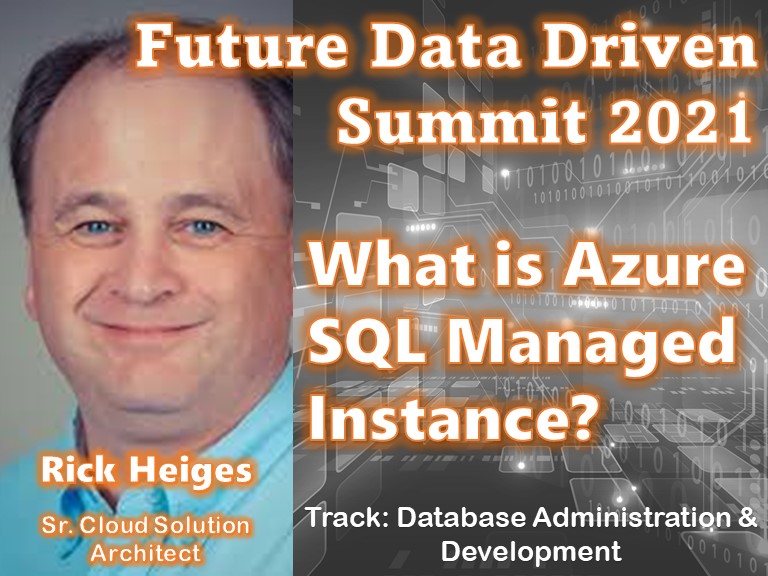 Future Data Driven
Summit 2021
What is Azure
SQL Managed
Instance?
Rick Heiges
Sr. Cloud Solution
Architect
Track: Database Administration &
Development